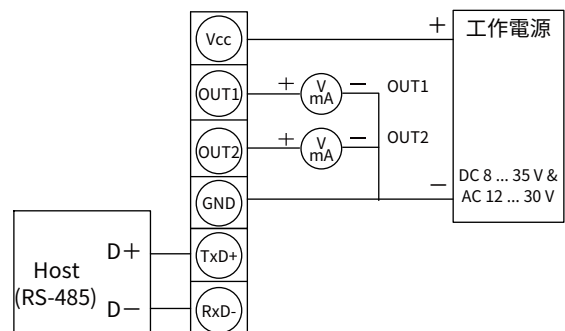 Vcc
+
工作電源
OUT1
+
V
mA
−
OUT1
OUT2
+
V
mA
−
OUT2
GND
−
DC 8 ... 35 V &
AC 12 ... 30 V
Host
(RS-485)
D+
TxD+
D−
RxD-